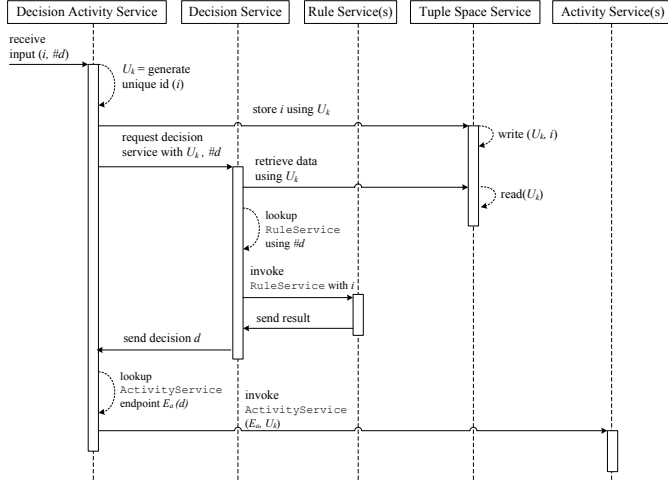 Decision Activity Service
Decision Service
Rule Service(s)
Tuple Space Service
Activity Service(s)
receive
input (i, #d)
Uk = generate
unique id (i)
store i using Uk
write (Uk, i)
request decision
service with Uk , #d
retrieve data
using Uk
read(Uk)
lookup
RuleService
using #d
invoke
RuleService with i
send result
send decision d
lookup
ActivityService
endpoint Ea (d)
invoke
ActivityService
(Ea, Uk)